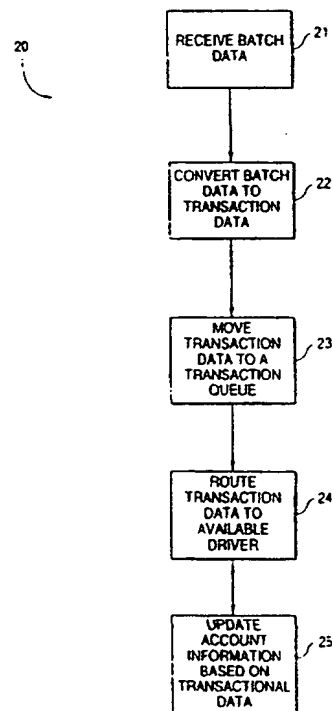 20
RECEIVE BATCH
DATA
21
CONVERT BATCH
DATA TO
TRANSACTION
DATA
22
MOVE
TRANSACTION
DATA TO A
TRANSACTION
QUEUE
23
ROUTE
TRANSACTION
DATA TO
AVAILABLE
DRIVER
24
UPDATE
ACCOUNT
INFORMATION
BASED ON
TRANSACTIONAL
DATA
25